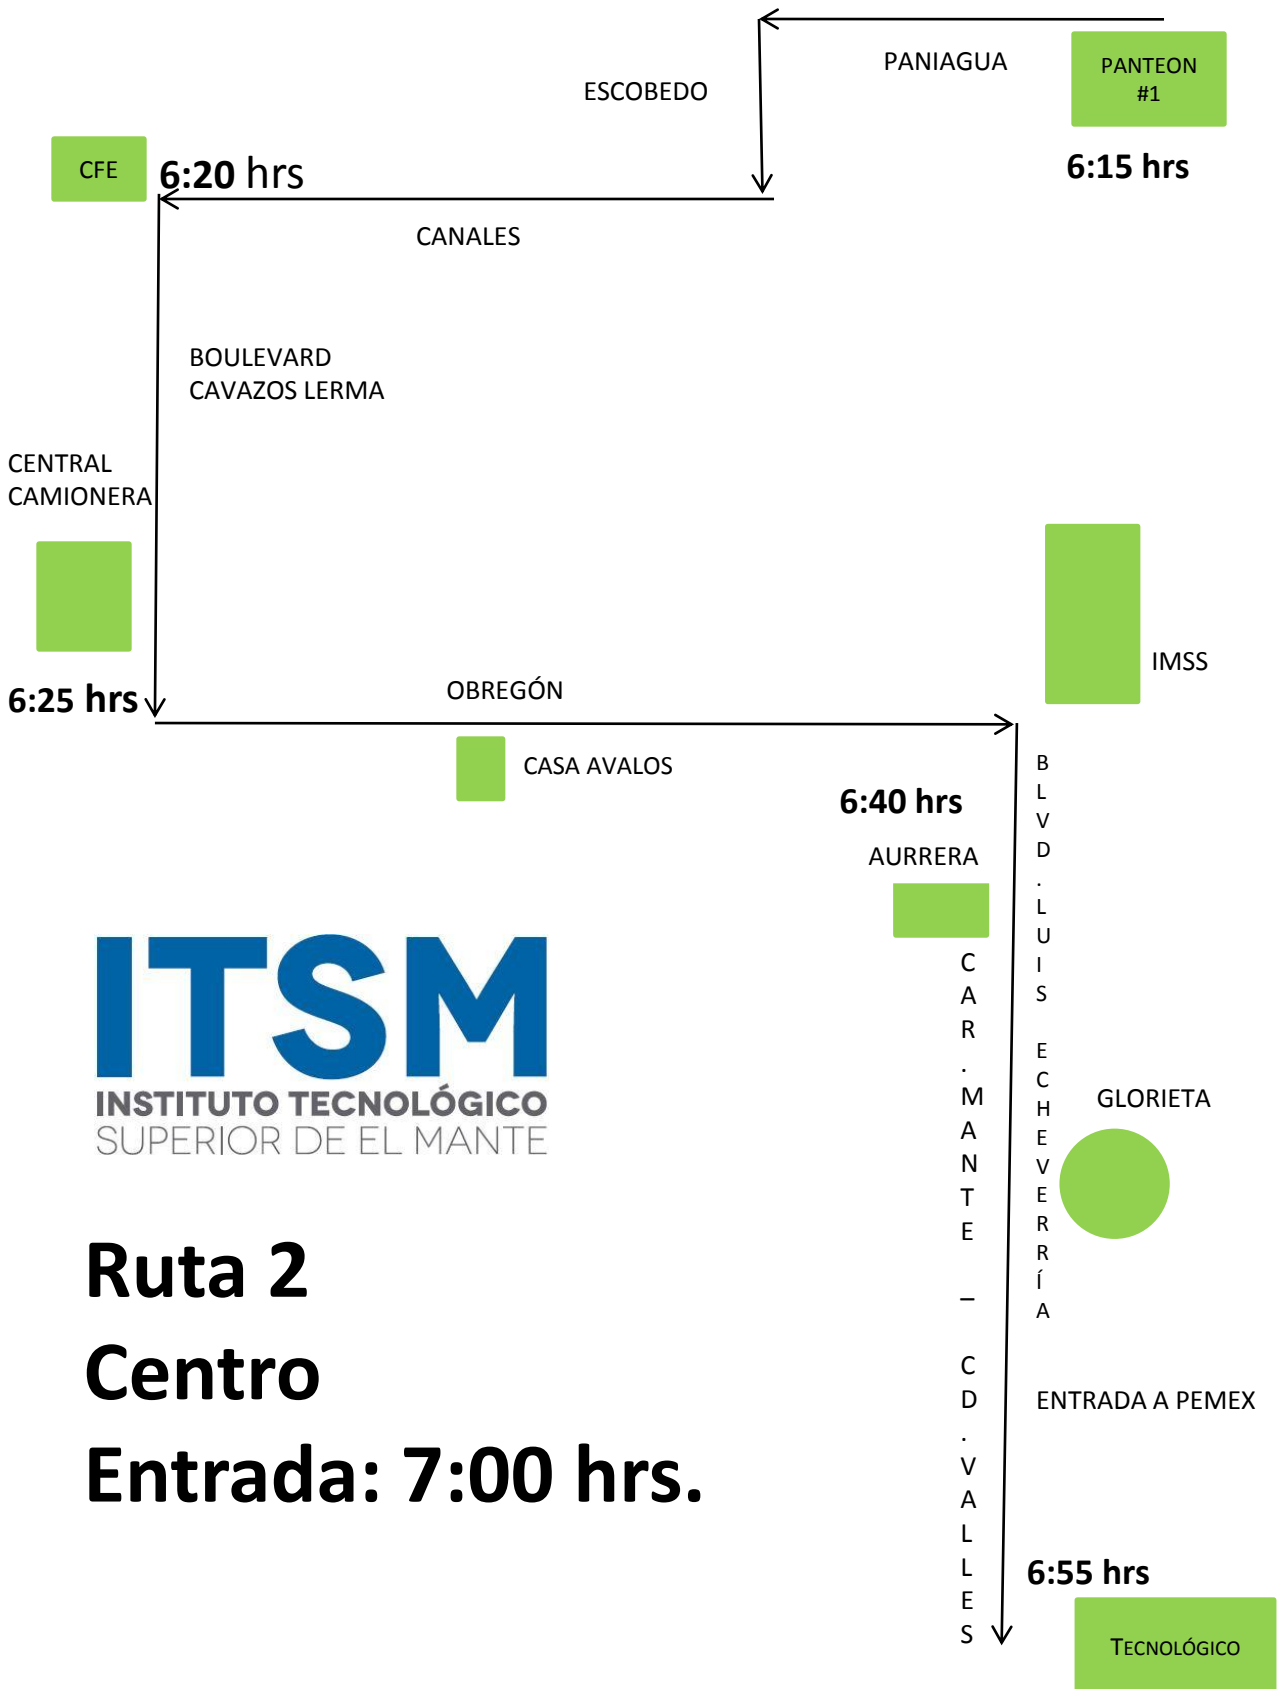 PANIAGUA
PANTEON
#1
ESCOBEDO
6:15 hrs
CFE
6:20 hrs
CANALES
BOULEVARD
CAVAZOS LERMA
CENTRAL
CAMIONERA
IMSS
6:25 hrs
OBREGÓN
CASA AVALOS
6:40 hrs
AURRERA
BLVD.LUIS ECHEVERRÍA
CAR.MANTE – CD.VALLES
ITSM
INSTITUTO TECNOLÓGICO
SUPERIOR DE EL MANTE
GLORIETA
Ruta 2
Centro
Entrada: 7:00 hrs.
ENTRADA A PEMEX
6:55 hrs
TECNOLÓGICO